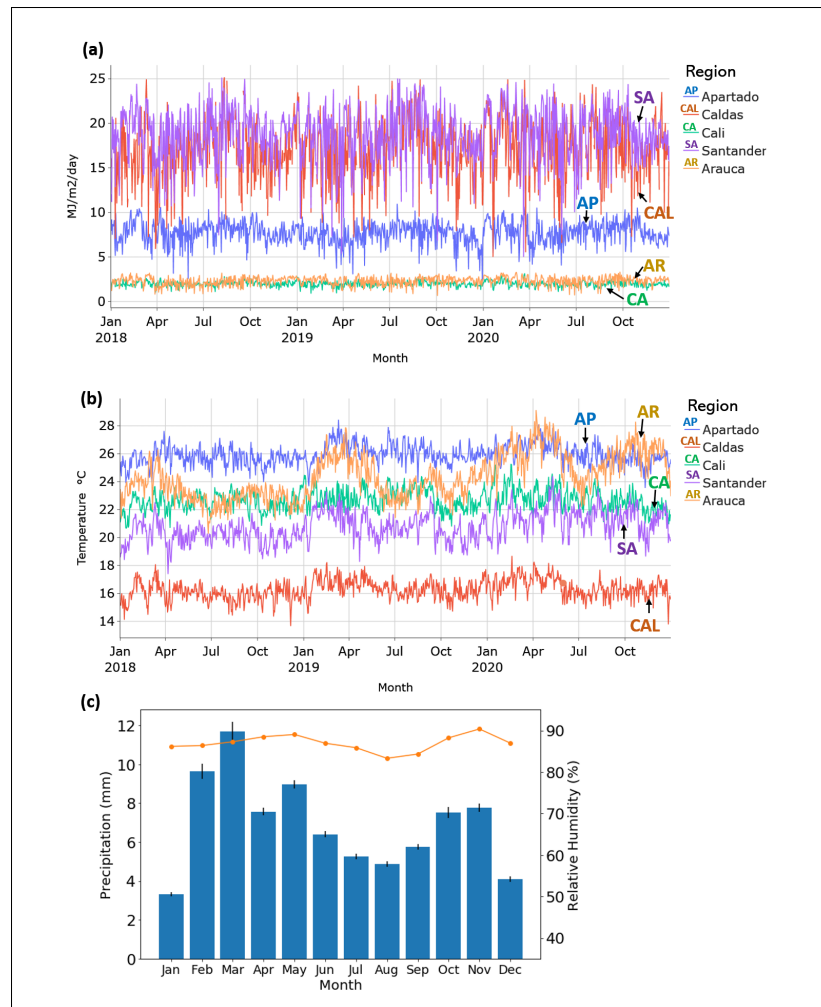 (a)
25
20
15
10
5
0
MJ/m2/day
SA
CAL
AP
AR
CA
Jan Apr Jul Oct Jan Apr Jul Oct Jan Apr Jul Oct
2018 2019 2020
Month
Region
AP Apartado
CAL Caldas
CA Cali
SA Santander
AR Arauca
(b)
28
26
24
22
20
18
16
14
Temperature °C
AP
AR
CA
SA
CAL
Jan Apr Jul Oct Jan Apr Jul Oct Jan Apr Jul Oct
2018 2019 2020
Month
Region
AP Apartado
CAL Caldas
CA Cali
SA Santander
AR Arauca
(c)
12
10
8
6
4
2
0
Precipitation (mm)
90
80
70
60
50
40
Relative Humidity (%)
Jan Feb Mar Apr May Jun Jul Aug Sep Oct Nov Dec
Month